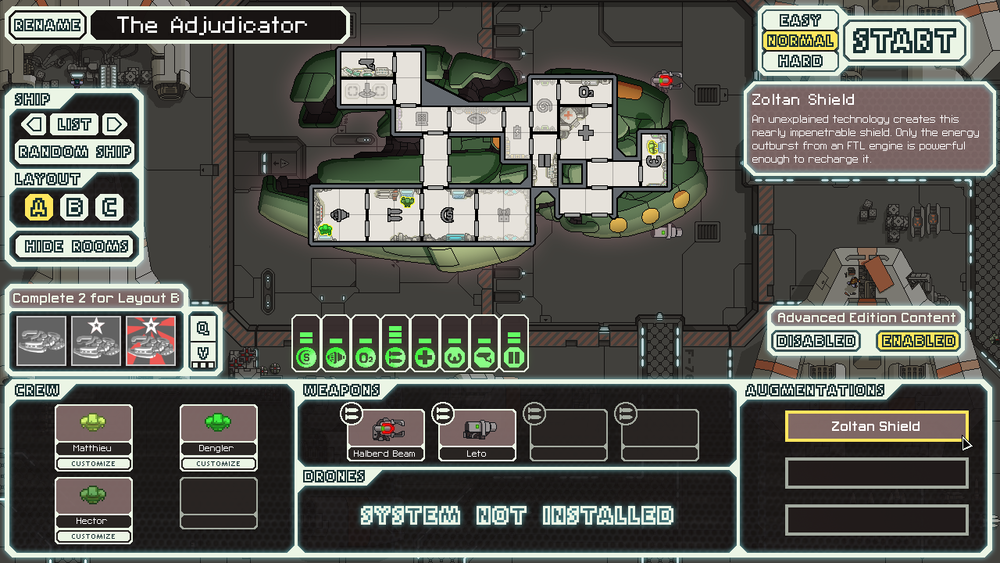 RENAME
The Adjudicator
EASY
NORMAL
HARD
START
SHIP
LIST
RANDOM SHIP
LAYOUT
A
B
C
HIDE ROOMS
Zoltan Shield
An unexplained technology creates this
nearly impenetrable shield. Only the energy
outburst from an FTL engine is powerful
enough to recharge it.
O2
Complete 2 for Layout B
S
O2
Advanced Edition Content
DISABLED
ENABLED
CREW
Matthieu
CUSTOMIZE
Dengler
CUSTOMIZE
Hector
CUSTOMIZE
WEAPONS
Halberd Beam
Leto
DRONES
SYSTEM NOT INSTALLED
AUGMENTATIONS
Zoltan Shield